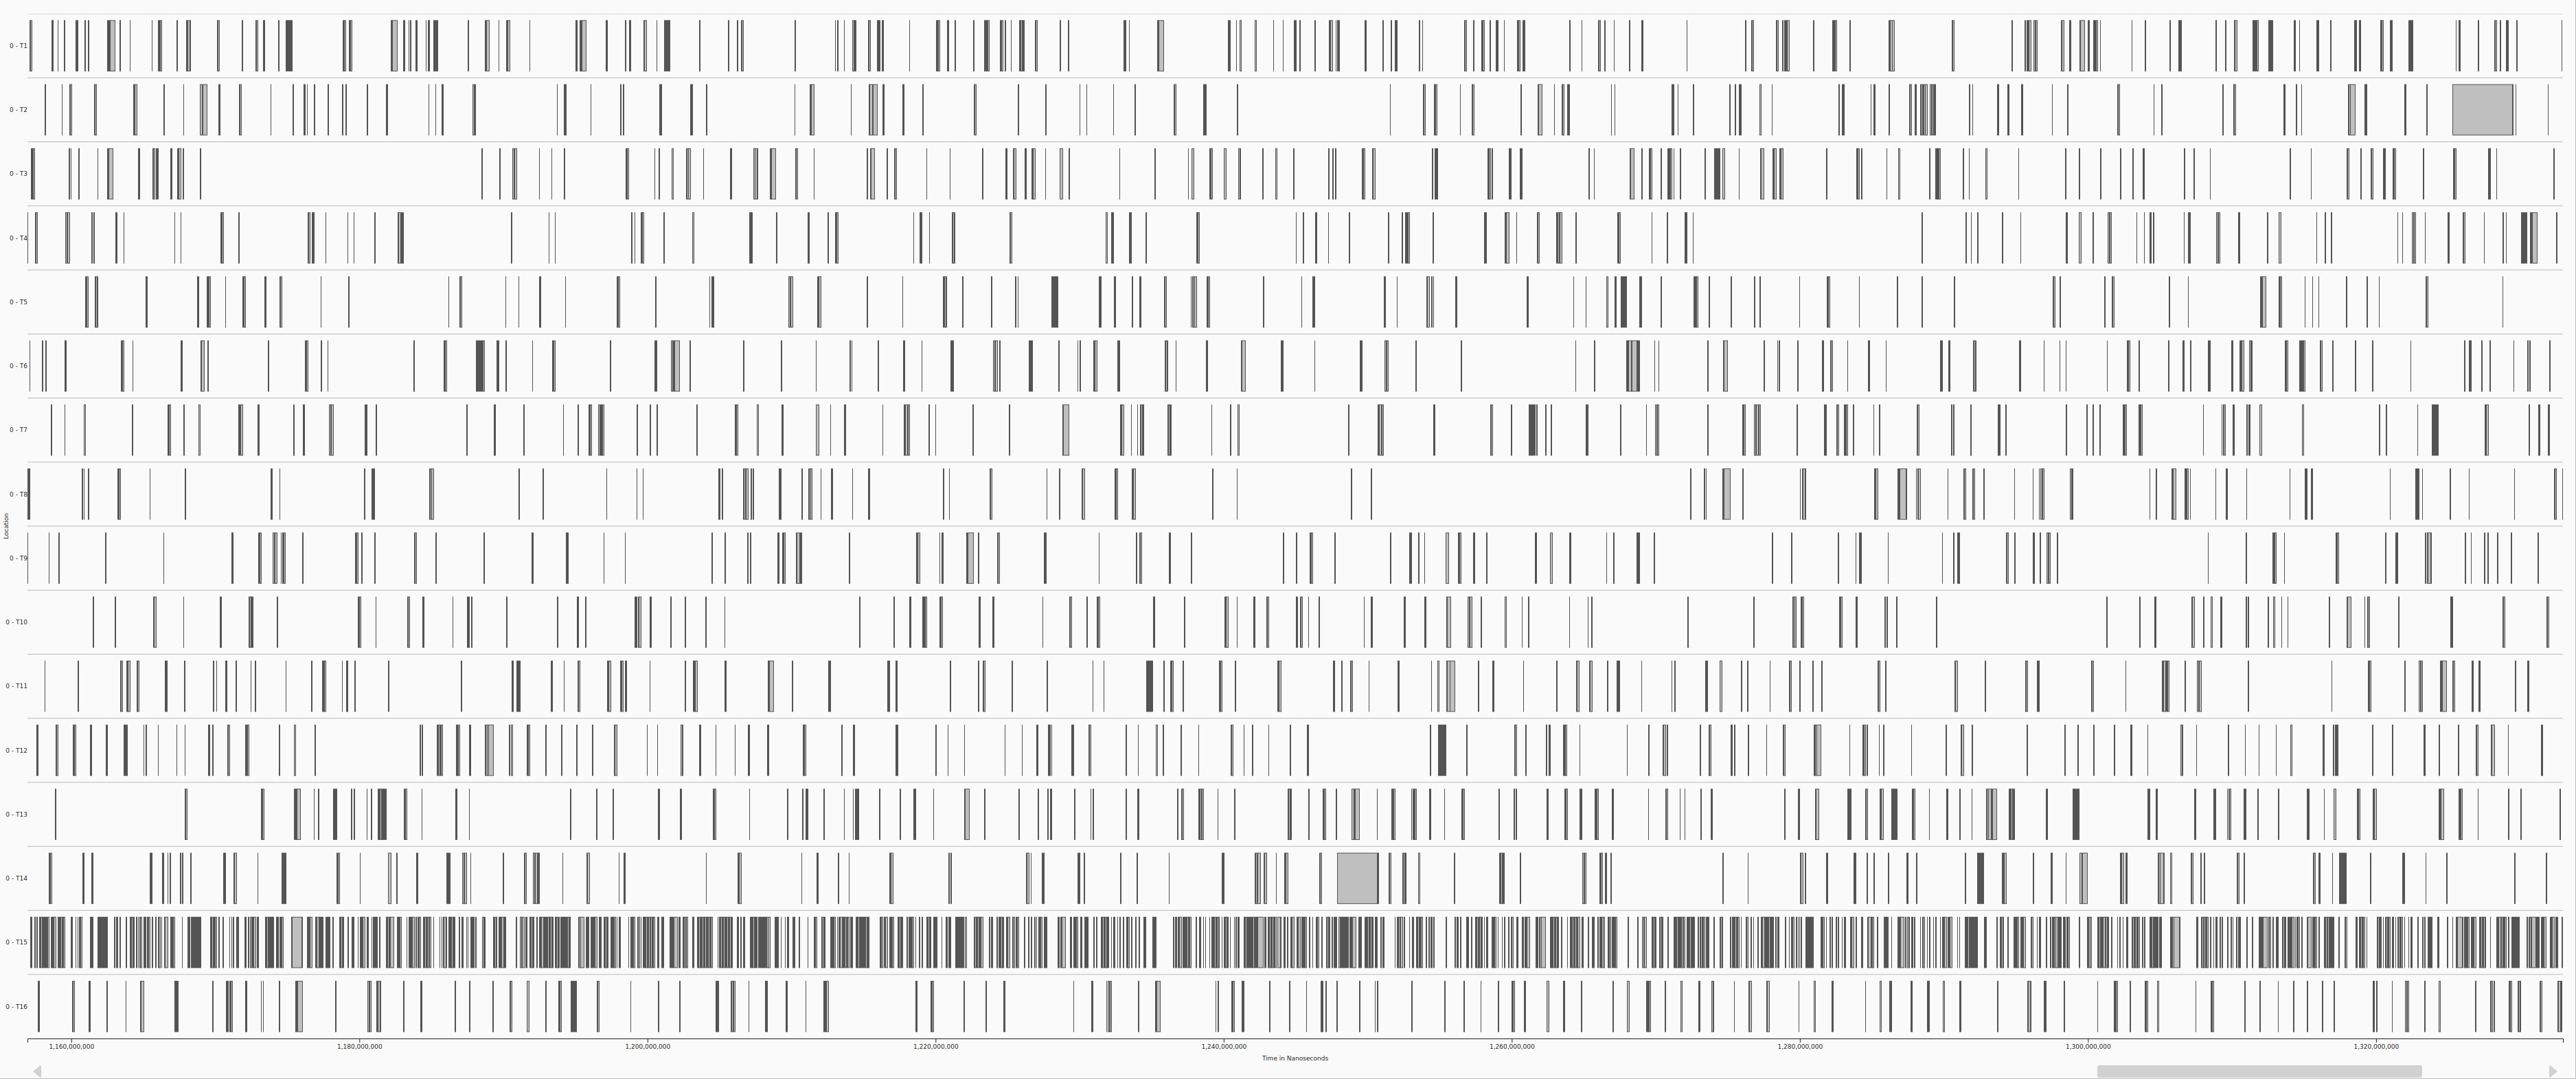 0 - T1
0 - T2
0 - T3
0 - T4
0 - T5
0 - T6
0 - T7
0 - T8
Location
0 - T9
0 - T10
0 - T11
0 - T12
0 - T13
0 - T14
0 - T15
0 - T16
1,160,000,000 1,180,000,000 1,200,000,000 1,220,000,000 1,240,000,000 1,260,000,000 1,280,000,000 1,300,000,000 1,320,000,000
Time in Nanoseconds